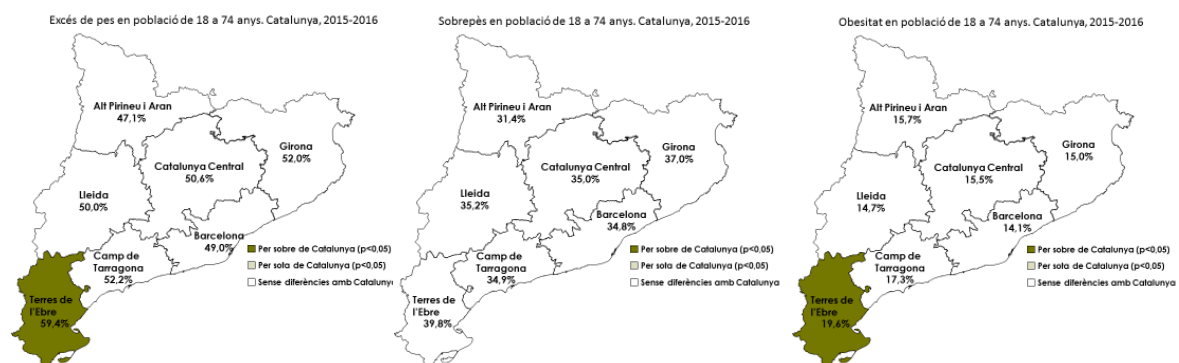 Excés de pes en població de 18 a 74 anys. Catalunya, 2015-2016
Alt Pirineu i Aran
47,1%
Girona
52,0%
Catalunya Central
50,6%
Lleida
50,0%
Barcelona
49,0%
Camp de
Tarragona
52,2%
Terres de
l'Ebre
59,4%
Per sobre de Catalunya (p<0,05)
Per sota de Catalunya (p<0,05)
Sense diferències amb Catalunya
Sobrepès en població de 18 a 74 anys. Catalunya, 2015-2016
Alt Pirineu i Aran
31,4%
Girona
37,0%
Catalunya Central
35,0%
Lleida
35,2%
Barcelona
34,8%
Camp de
Tarragona
34,9%
Terres de
l'Ebre
39,8%
Per sobre de Catalunya (p<0,05)
Per sota de Catalunya (p<0,05)
Sense diferències amb Catalunya
Obesitat en població de 18 a 74 anys. Catalunya, 2015-2016
Alt Pirineu i Aran
15,7%
Girona
15,0%
Catalunya Central
15,5%
Lleida
14,7%
Barcelona
14,1%
Camp de
Tarragona
17,3%
Terres de
l'Ebre
19,6%
Per sobre de Catalunya (p<0,05)
Per sota de Catalunya (p<0,05)
Sense diferències amb Catalunya